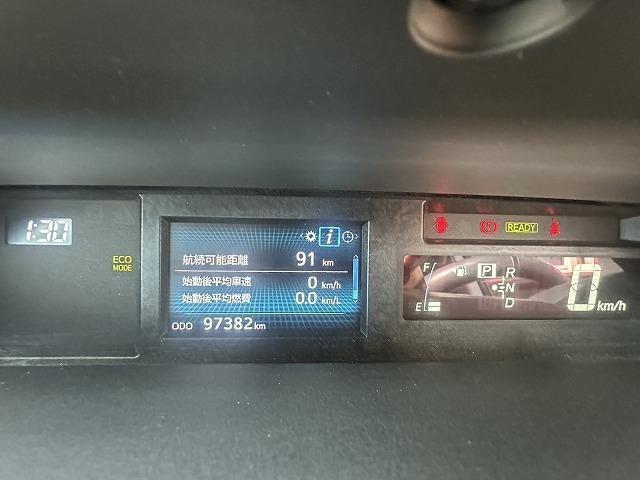 1:30
ECO
MODE
航続可能距離 91 km
始動後平均車速 0 km/h
始動後平均燃費 0.0 km/L
ODO 97382 km
READY
F
E
P
R
N
D
0 km/h